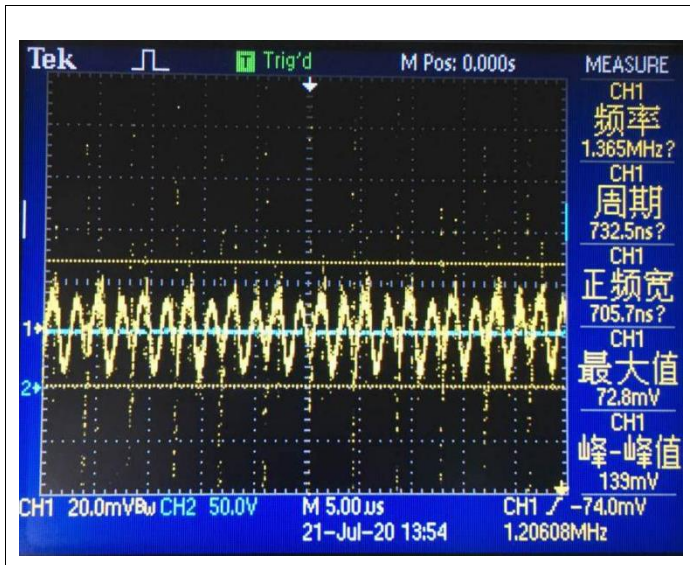 Tek T Trig'd M Pos: 0.000s MEASURE
CH1
频率
1.365MHz?
CH1
周期
732.5ns?
CH1
正频宽
705.7ns?
CH1
最大值
72.8mV
CH1
峰-峰值
139mV
1
2
CH1 20.0mVBw CH2 50.0V M 5.00µs CH1 -74.0mV
21-Jul-20 13:54 1.20608MHz